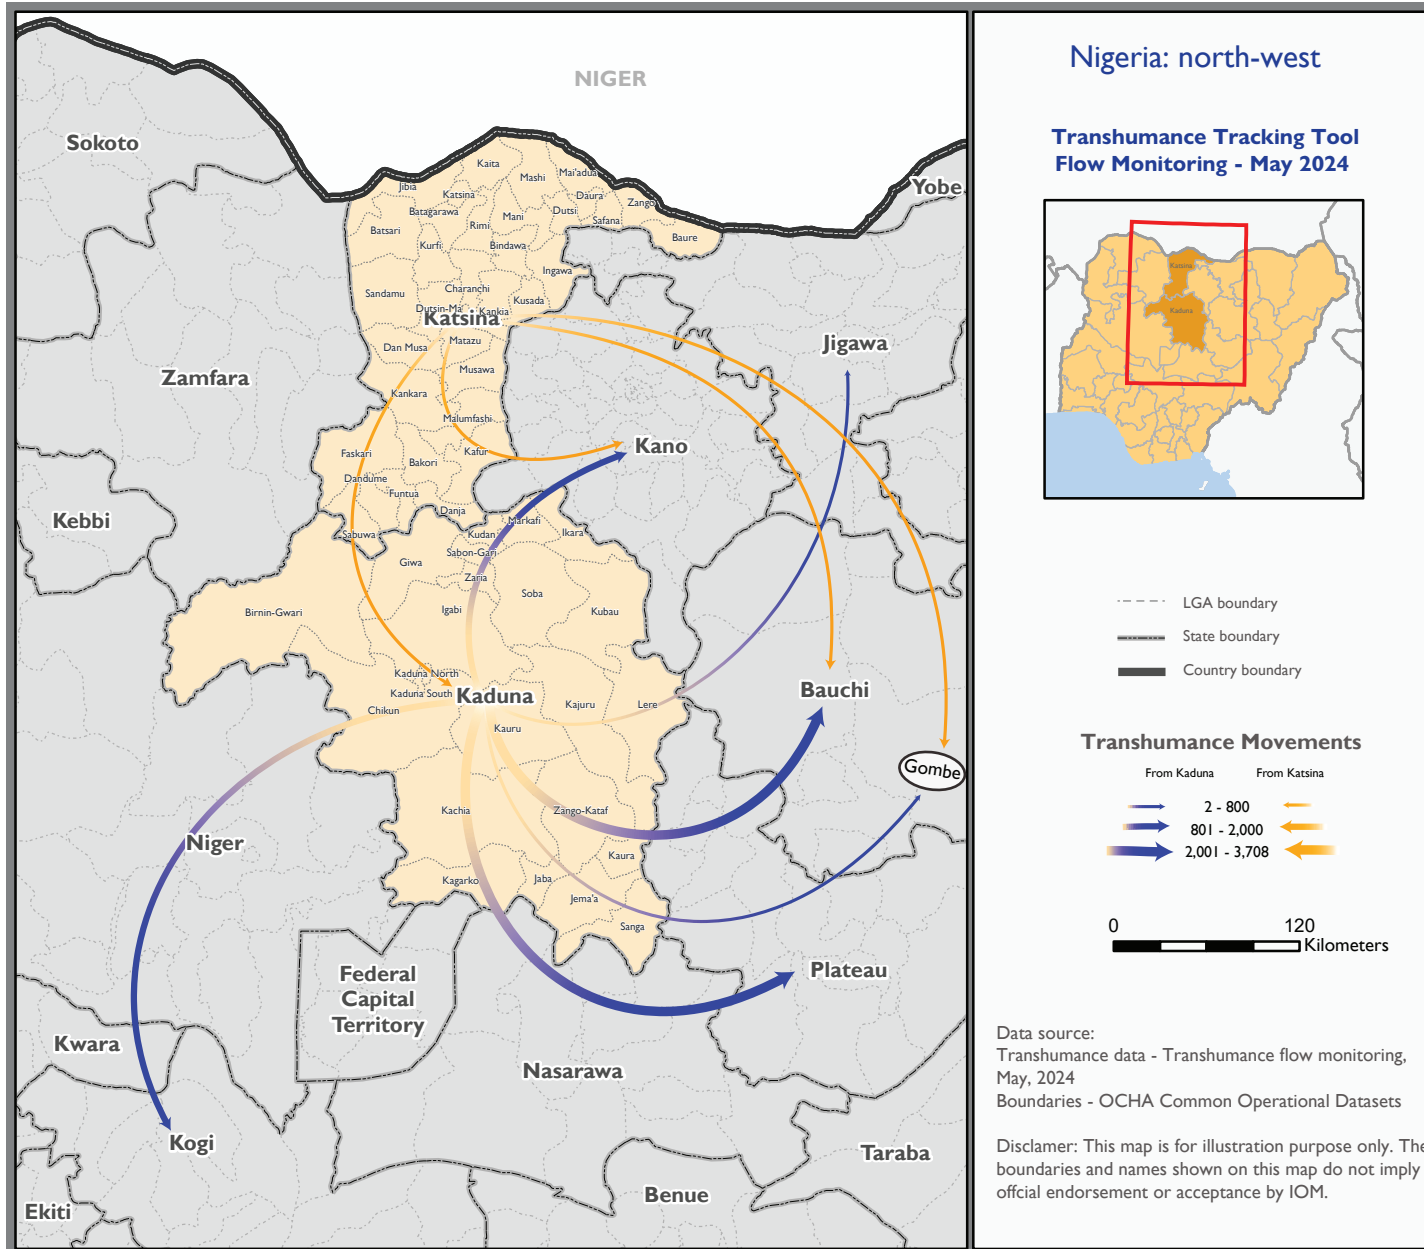 NIGER
Sokoto
Yobe
Kaita
Mai'adua
Mashi
Jibia
Katsina
Daura
Zango
Batagarawa
Mani
Dutsi
Safana
Rimi
Batsari
Baure
Kurfi
Bindawa
Ingawa
Charanchi
Sandamu
Kusada
Dutsin-Ma
Kankia
Katsina
Matazu
Dan Musa
Jigawa
Musawa
Zamfara
Kankara
Malumfashi
Kano
Faskari
Kafur
Bakori
Dandume
Funtua
Danja
Kebbi
Markafi
Sabuwa
Kudan
Ikara
Sabon-Gari
Giwa
Zaria
Soba
Birnin-Gwari
Igabi
Kubau
Kaduna North
Kaduna South
Kaduna
Bauchi
Chikun
Kajuru
Lere
Kauru
Gombe
Kachia
Zango-Kataf
Niger
Kaura
Kagarko
Jaba
Jema'a
Sanga
Plateau
Federal
Capital
Territory
Kwara
Nasarawa
Kogi
Taraba
Benue
Ekiti
Nigeria: north-west
Transhumance Tracking Tool
Flow Monitoring - May 2024
Katsina
Kaduna
LGA boundary
State boundary
Country boundary
Transhumance Movements
From Kaduna From Katsina
2 - 800
801 - 2,000
2,001 - 3,708
0 120
Kilometers
Data source:
Transhumance data - Transhumance flow monitoring,
May, 2024
Boundaries - OCHA Common Operational Datasets
Disclamer: This map is for illustration purpose only. The
boundaries and names shown on this map do not imply
offcial endorsement or acceptance by IOM.